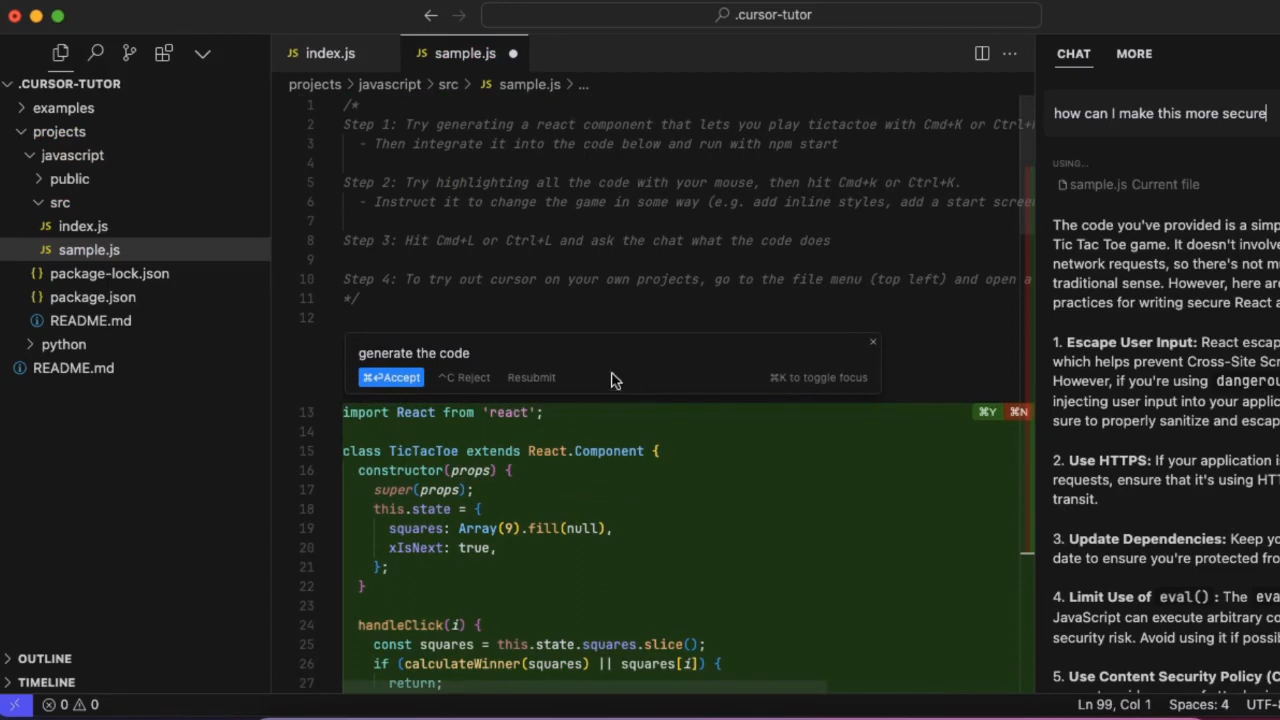 .cursor-tutor
index.js
sample.js
CHAT
MORE
.CURSOR-TUTOR
examples
projects
javascript
public
src
index.js
sample.js
package-lock.json
package.json
README.md
python
README.md
OUTLINE
TIMELINE
projects > javascript > src > JS sample.js > ...
1 /*
2 Step 1: Try generating a react component that lets you play tictactoe with Cmd+K or Ctrl+
3 - Then integrate it into the code below and run with npm start
4
5 Step 2: Try highlighting all the code with your mouse, then hit Cmd+k or Ctrl+K.
6 - Instruct it to change the game in some way (e.g. add inline styles, add a start scree
7
8 Step 3: Hit Cmd+L or Ctrl+L and ask the chat what the code does
9
10 Step 4: To try out cursor on your own projects, go to the file menu (top left) and open a
11 */
12
generate the code
⌘⏎Accept ^C Reject Resubmit ⌘K to toggle focus
13 import React from 'react'; ⌘Y ⌘N
14
15 class TicTacToe extends React.Component {
16 constructor(props) {
17 super(props);
18 this.state = {
19 squares: Array(9).fill(null),
20 xIsNext: true,
21 };
22 }
23
24 handleClick(i) {
25 const squares = this.state.squares.slice();
26 if (calculateWinner(squares) || squares[i]) {
27 return;
how can I make this more secure
USING...
sample.js Current file
The code you've provided is a simp
Tic Tac Toe game. It doesn't involve
network requests, so there's not mu
traditional sense. However, here are
practices for writing secure React a
1. Escape User Input: React escap
which helps prevent Cross-Site Scr
However, if you're using dangerou
injecting user input into your applic
sure to properly sanitize and escap
2. Use HTTPS: If your application is
requests, ensure that it's using HTT
transit.
3. Update Dependencies: Keep yo
date to ensure you're protected fro
4. Limit Use of eval(): The eva
JavaScript can execute arbitrary co
security risk. Avoid using it if possib
5. Use Content Security Policy (C
0 0
Ln 99, Col 1 Spaces: 4 UTF-8